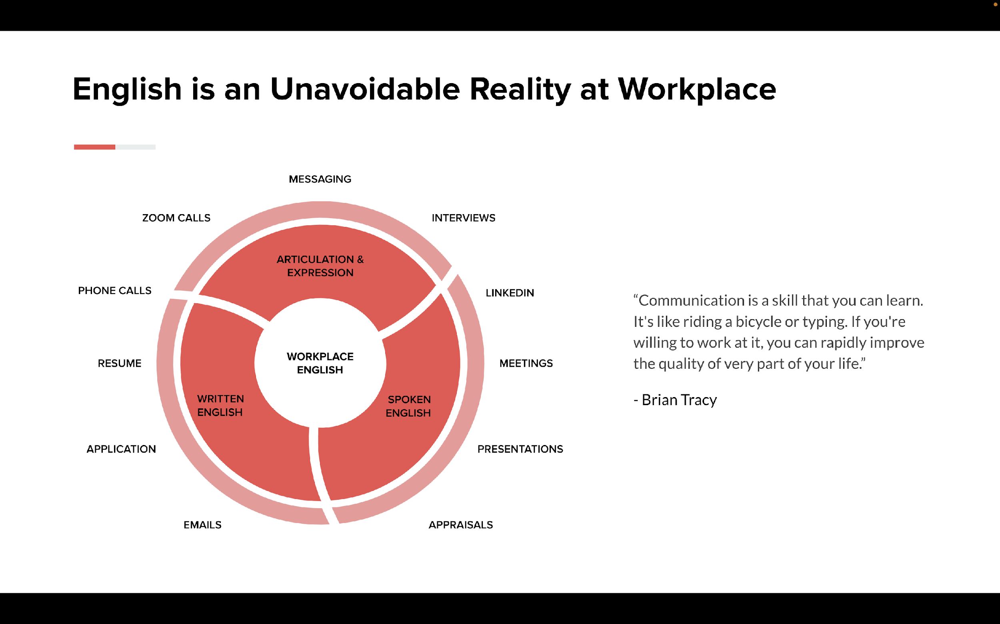 English is an Unavoidable Reality at Workplace
MESSAGING
ZOOM CALLS
INTERVIEWS
ARTICULATION &
EXPRESSION
PHONE CALLS
LINKEDIN
WORKPLACE
ENGLISH
RESUME
MEETINGS
WRITTEN
ENGLISH
SPOKEN
ENGLISH
APPLICATION
PRESENTATIONS
EMAILS
APPRAISALS
“Communication is a skill that you can learn.
It's like riding a bicycle or typing. If you're
willing to work at it, you can rapidly improve
the quality of very part of your life.”
- Brian Tracy